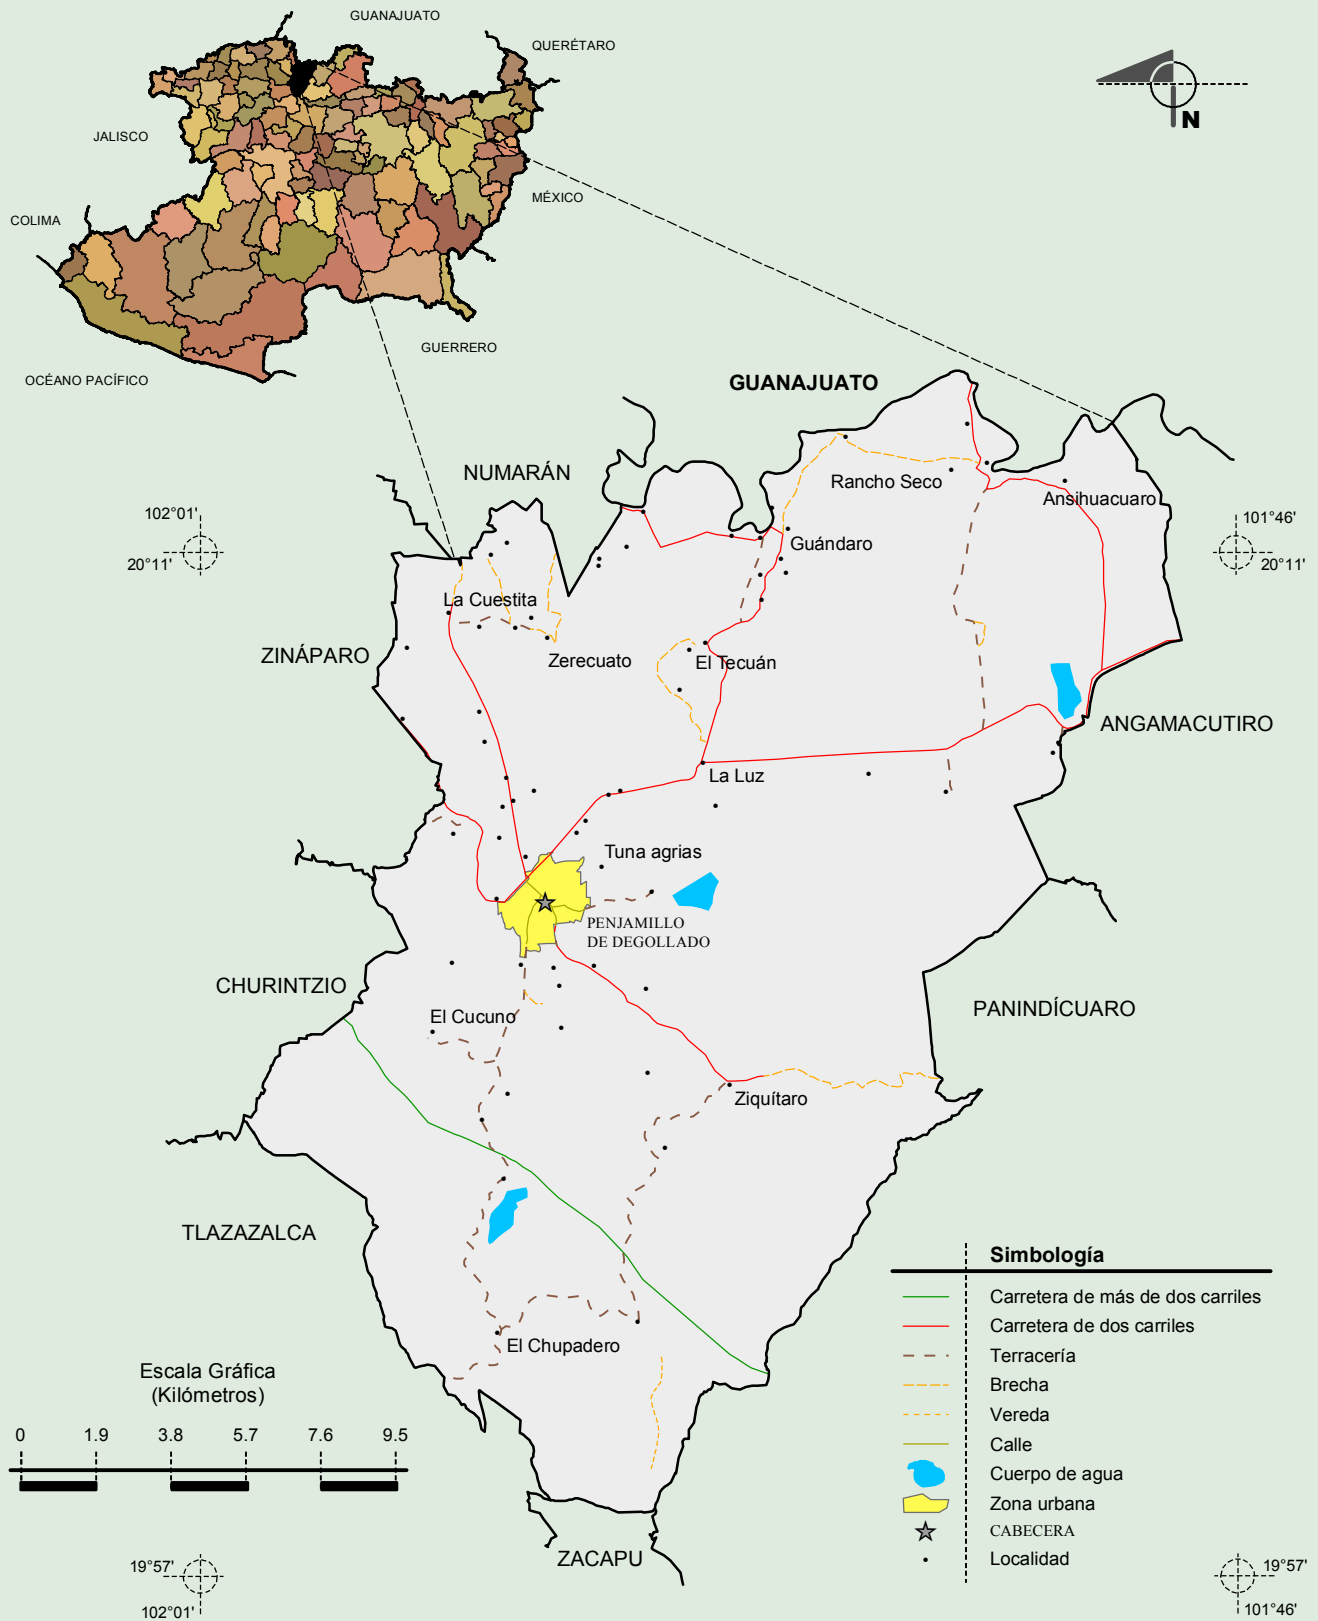 GUANAJUATO
QUERÉTARO
JALISCO
MÉXICO
COLIMA
GUERRERO
OCÉANO PACÍFICO
N
GUANAJUATO
NUMARÁN
Rancho Seco
Ansihuacuaro
102°01'
20°11'
101°46'
20°11'
Guándaro
La Cuestita
ZINÁPARO
Zerecuato
El Tecuán
ANGAMACUTIRO
La Luz
Tuna agrias
PENJAMILLO
DE DEGOLLADO
CHURINTZIO
El Cucuno
PANINDÍCUARO
Ziquítaro
TLAZAZALCA
El Chupadero
ZACAPU
Escala Gráfica
(Kilómetros)
0 1.9 3.8 5.7 7.6 9.5
Simbología
Carretera de más de dos carriles
Carretera de dos carriles
Terracería
Brecha
Vereda
Calle
Cuerpo de agua
Zona urbana
CABECERA
Localidad
19°57'
102°01'
19°57'
101°46'